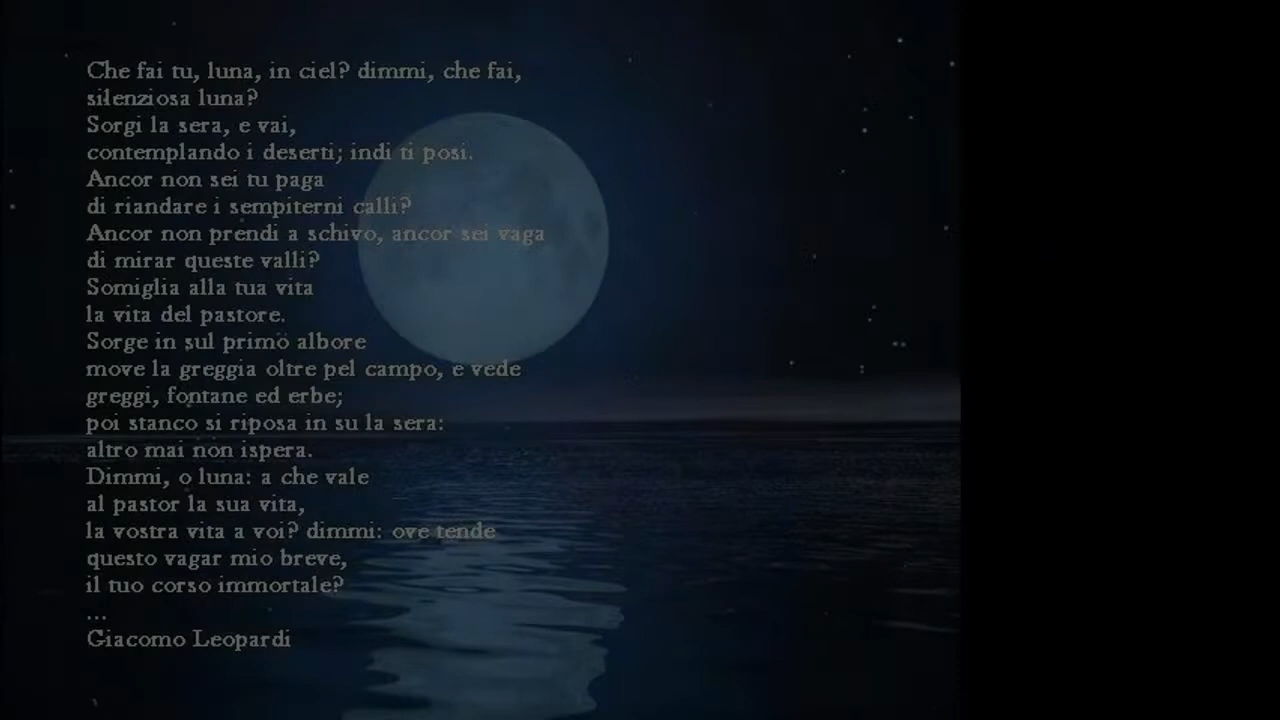 Che fai tu, luna, in ciel? dimmi, che fai,
silenziosa luna?
Sorgi la sera, e vai,
contemplando i deserti; indi ti posi.
Ancor non sei tu paga
di riandare i sempiterni calli?
Ancor non prendi a schivo, ancor sei vaga
di mirar queste valli?
Somiglia alla tua vita
la vita del pastore.
Sorge in sul primo albore
move la greggia oltre pel campo, e vede
greggi, fontane ed erbe;
poi stanco si riposa in su la sera:
altro mai non ispera.
Dimmi, o luna: a che vale
al pastor la sua vita,
la vostra vita a voi? dimmi: ove tende
questo vagar mio breve,
il tuo corso immortale?
...
Giacomo Leopardi